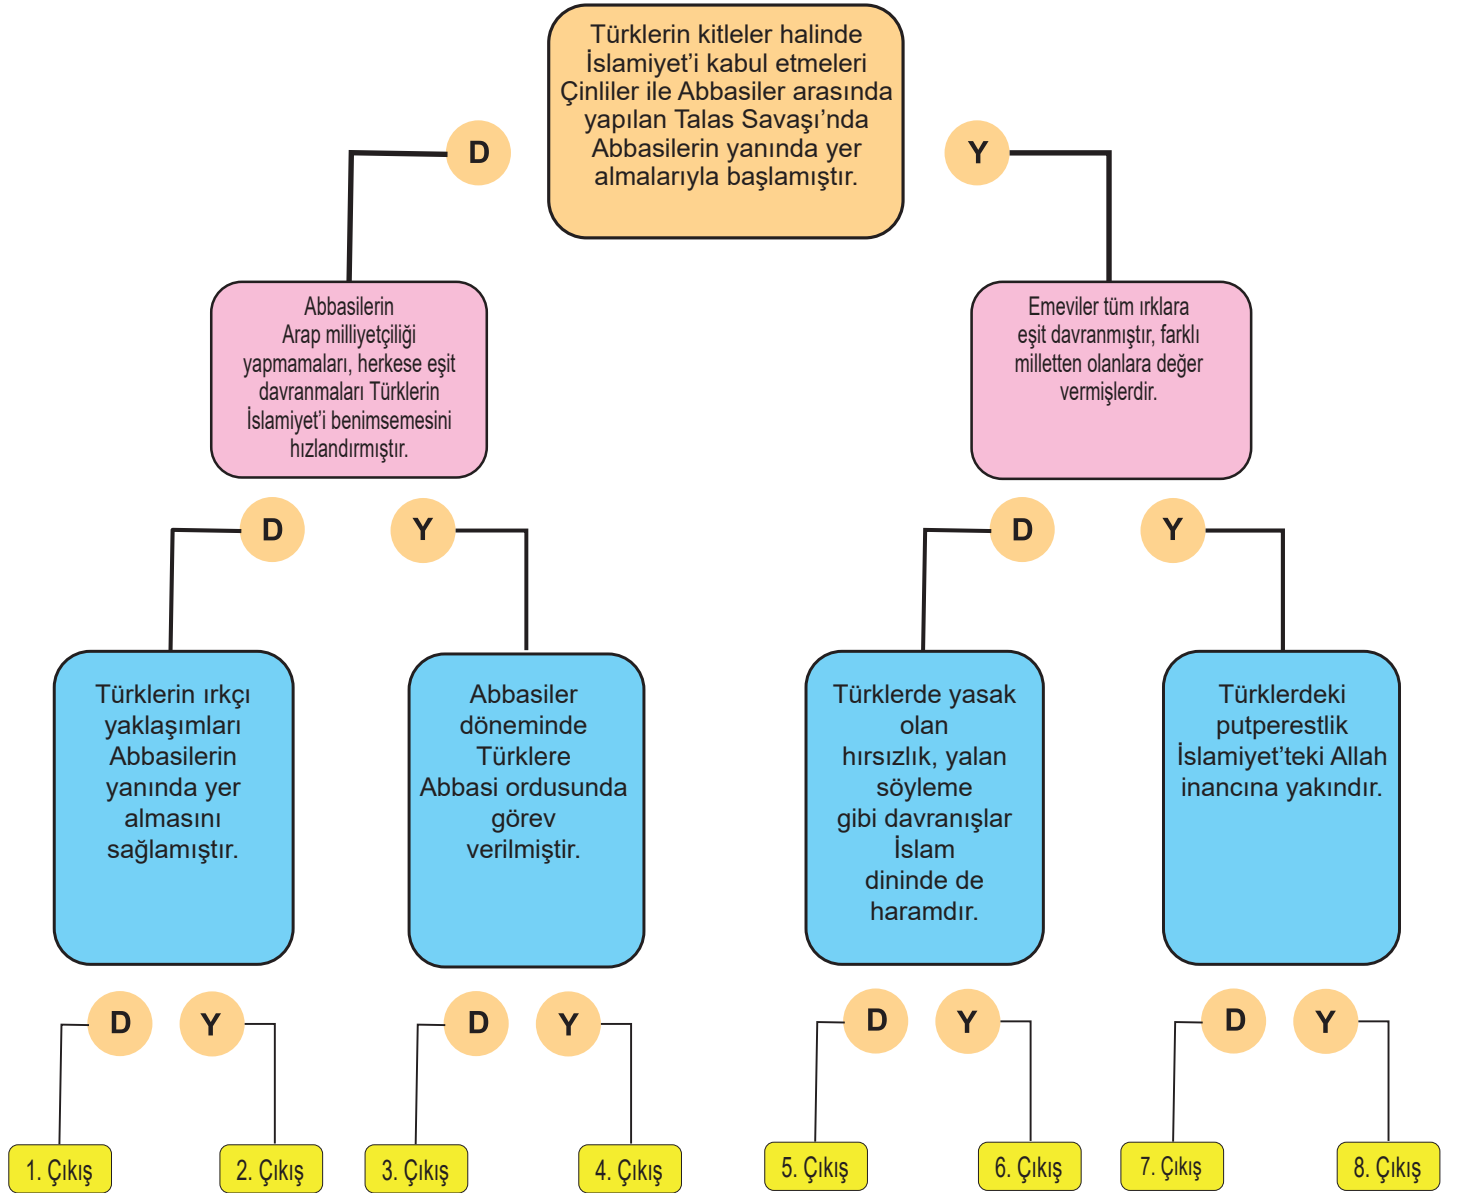 Türklerin kitleler halinde
İslamiyet’i kabul etmeleri
Çinliler ile Abbasiler arasında
yapılan Talas Savaşı’nda
Abbasilerin yanında yer
almalarıyla başlamıştır.
D
Y
Abbasilerin
Arap milliyetçiliği
yapmamaları, herkese eşit
davranmaları Türklerin
İslamiyet’i benimsemesini
hızlandırmıştır.
Emeviler tüm ırklara
eşit davranmıştır, farklı
milletten olanlara değer
vermişlerdir.
D
Y
D
Y
Türklerin ırkçı
yaklaşımları
Abbasilerin
yanında yer
almasını
sağlamıştır.
Abbasiler
döneminde
Türklere
Abbasi ordusunda
görev
verilmiştir.
Türklerde yasak
olan
hırsızlık, yalan
söyleme
gibi davranışlar
İslam
dininde de
haramdır.
Türklerdeki
putperestlik
İslamiyet’teki Allah
inancına yakındır.
D
Y
D
Y
D
Y
D
Y
1. Çıkış
2. Çıkış
3. Çıkış
4. Çıkış
5. Çıkış
6. Çıkış
7. Çıkış
8. Çıkış